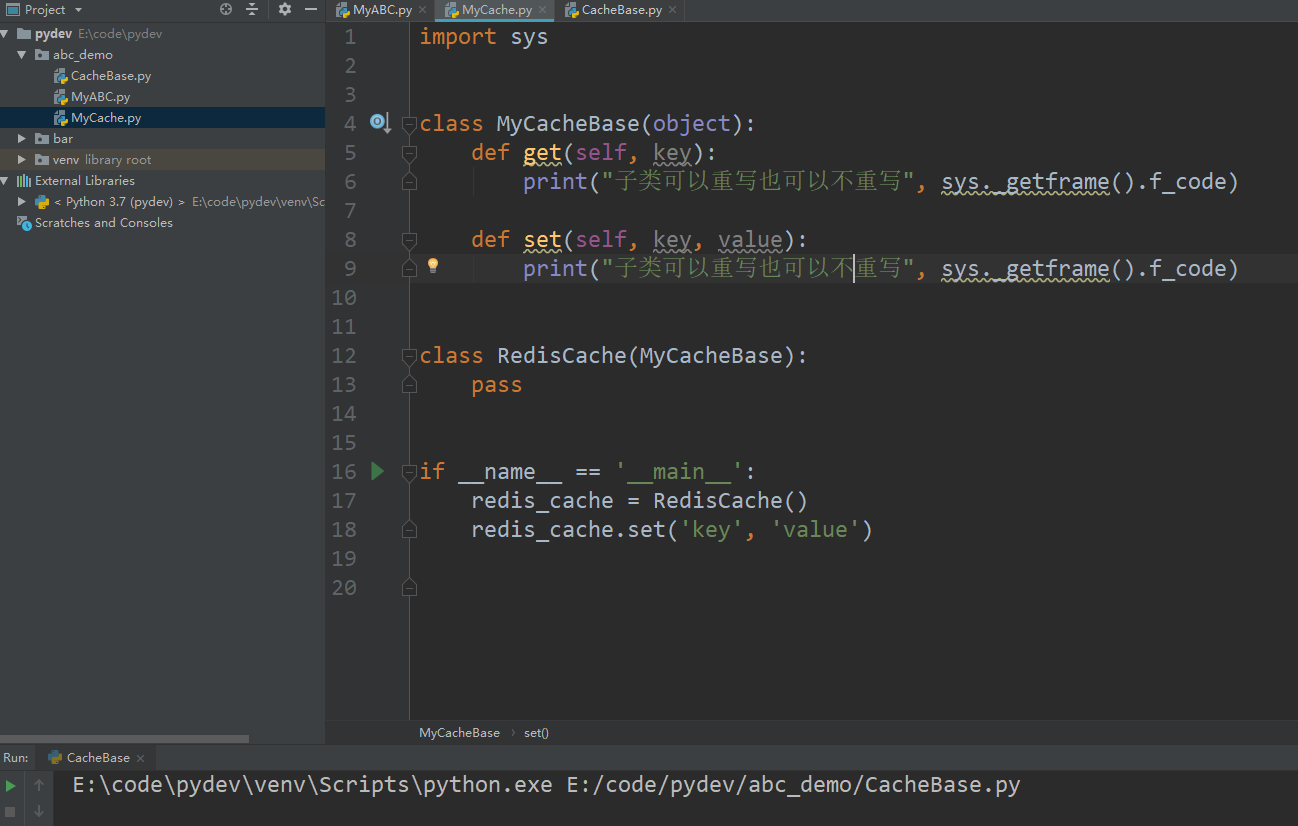 Project
MyABC.py
MyCache.py
CacheBase.py
pydev E:\code\pydev
abc_demo
CacheBase.py
MyABC.py
MyCache.py
bar
venv library root
External Libraries
< Python 3.7 (pydev) > E:\code\pydev\venv\Sc
Scratches and Consoles
1 import sys
2
3
4 class MyCacheBase(object):
5 def get(self, key):
6 print("子类可以重写也可以不重写", sys._getframe().f_code)
7
8 def set(self, key, value):
9 print("子类可以重写也可以不重写", sys._getframe().f_code)
10
11
12 class RedisCache(MyCacheBase):
13 pass
14
15
16 if __name__ == '__main__':
17 redis_cache = RedisCache()
18 redis_cache.set('key', 'value')
19
20
MyCacheBase › set()
Run: CacheBase
E:\code\pydev\venv\Scripts\python.exe E:/code/pydev/abc_demo/CacheBase.py